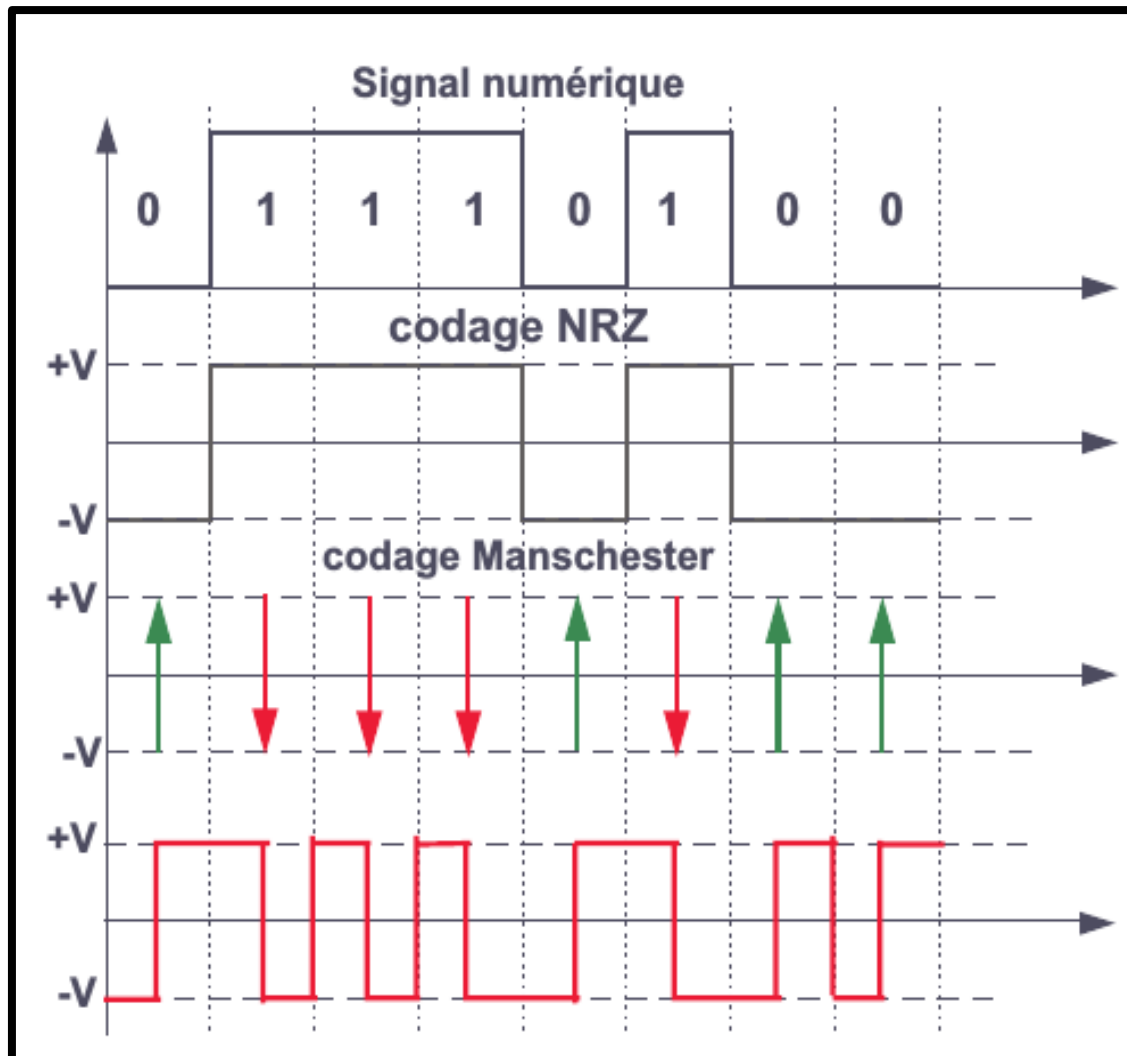 Signal numérique
0 1 1 1 0 1 0 0
codage NRZ
+V
-V
codage Manschester
+V
-V
+V
-V